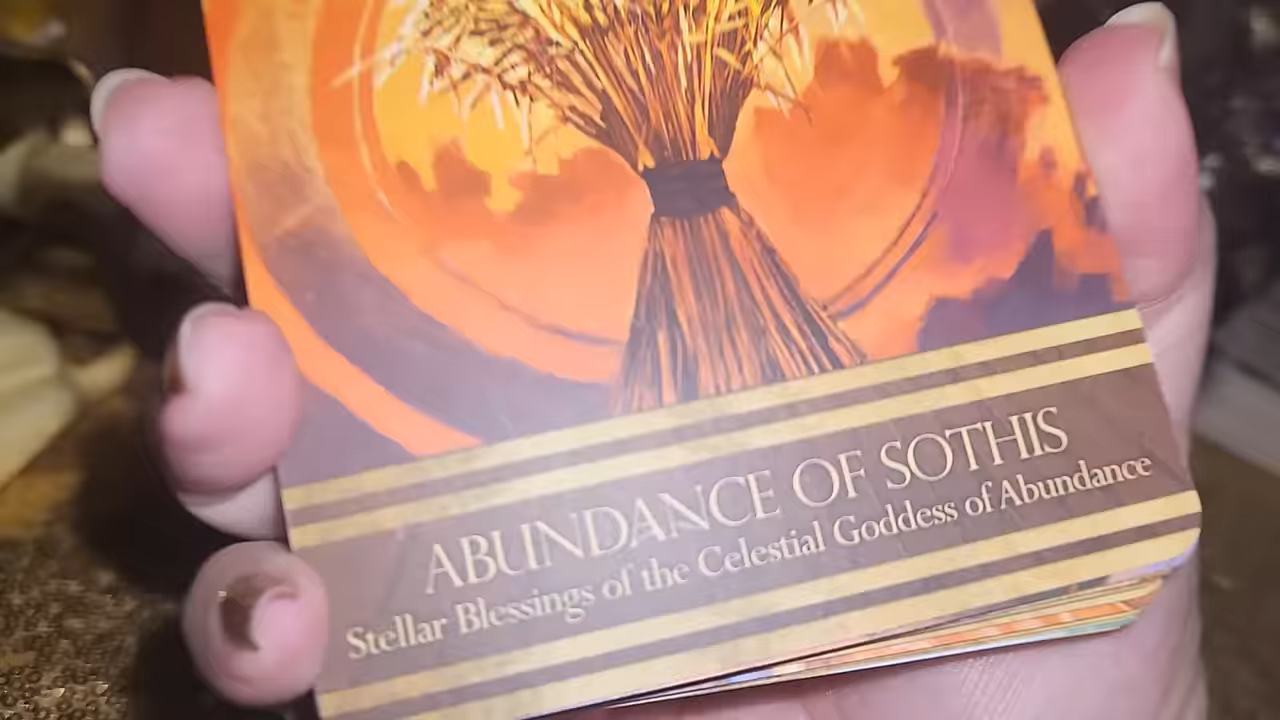 ABUNDANCE OF SOTHIS
Stellar Blessings of the Celestial Goddess of Abundance